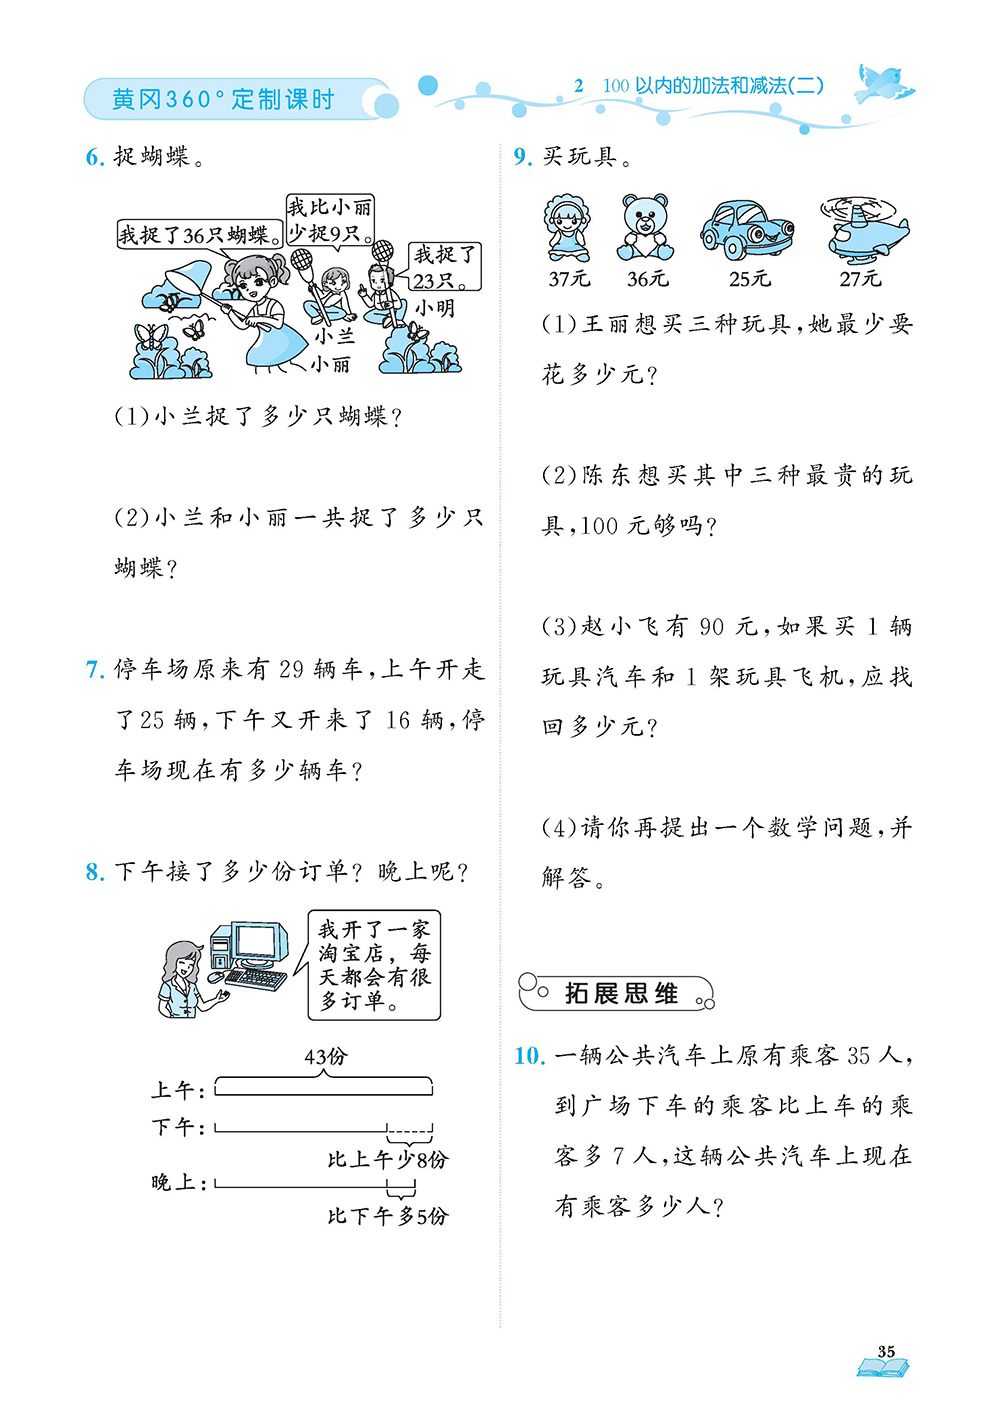 黄冈360°定制课时
2 100以内的加法和减法(二)
6. 捉蝴蝶。
我捉了36只蝴蝶。
我比小丽
少捉9只。
我捉了
23只。
小明
小兰
小丽
(1)小兰捉了多少只蝴蝶?
(2)小兰和小丽一共捉了多少只
蝴蝶?
7. 停车场原来有 29 辆车,上午开走
了25 辆,下午又开来了 16 辆,停
车场现在有多少辆车?
8. 下午接了多少份订单? 晚上呢?
我开了一家
淘宝店，每
天都会有很
多订单。
43份
上午:
下午:
比上午少8份
晚上:
比下午多5份
9. 买玩具。
37元 36元 25元 27元
(1)王丽想买三种玩具,她最少要
花多少元?
(2)陈东想买其中三种最贵的玩
具,100 元够吗?
(3)赵小飞有 90 元,如果买 1 辆
玩具汽车和 1 架玩具飞机,应找
回多少元?
(4)请你再提出一个数学问题,并
解答。
拓展思维
10. 一辆公共汽车上原有乘客 35 人,
到广场下车的乘客比上车的乘
客多 7 人,这辆公共汽车上现在
有乘客多少人?
35